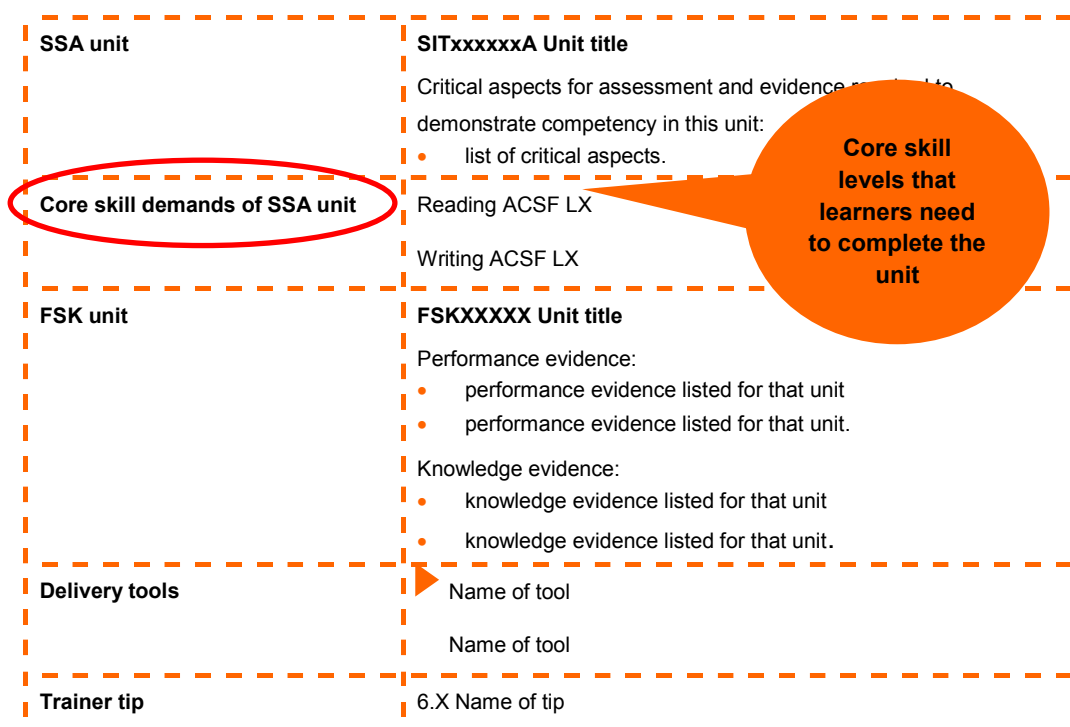 SSA unit
SITxxxxxxA Unit title
Critical aspects for assessment and evidence to
demonstrate competency in this unit:
• list of critical aspects.
Core skill demands of SSA unit
Reading ACSF LX
Writing ACSF LX
Core skill
levels that
learners need
to complete the
unit
FSK unit
FSKXXXXX Unit title
Performance evidence:
• performance evidence listed for that unit
• performance evidence listed for that unit.
Knowledge evidence:
• knowledge evidence listed for that unit
• knowledge evidence listed for that unit.
Delivery tools
Name of tool
Name of tool
Trainer tip
6.X Name of tip